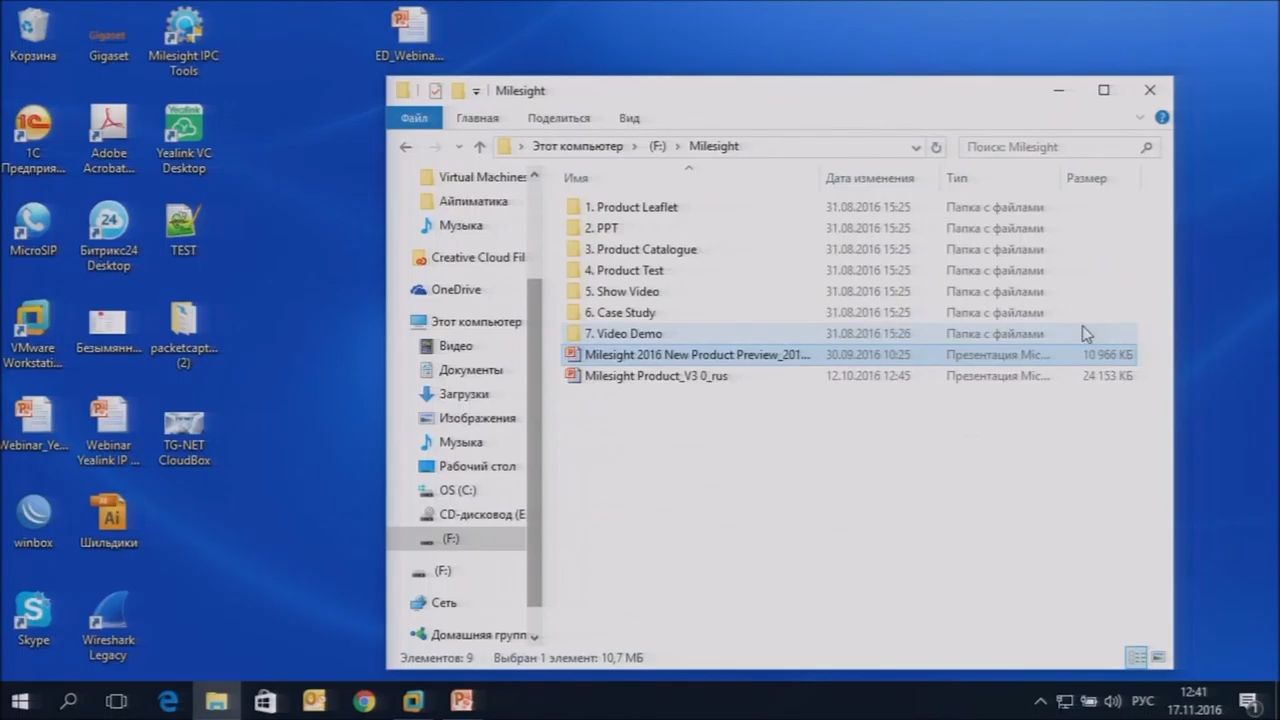 Корзина
Gigaset
Gigaset
Milesight IPC
Tools
ED_Webina...
1С
Предприя...
Adobe
Acrobat...
Yealink
Yealink VC
Desktop
MicroSIP
24
Битрикс24
Desktop
TEST
VMware
Workstati...
Безымянн...
packetcapt...
(2)
Webinar_Ye...
Webinar
Yealink IP ...
TG-NET
CloudBox
winbox
Ai
Шильдики
Skype
Wireshark
Legacy
Milesight
Файл
Главная
Поделиться
Вид
Этот компьютер
(F:)
Milesight
Поиск: Milesight
Virtual Machines
Айпиматика
Музыка
Creative Cloud Fil
OneDrive
Этот компьютер
Видео
Документы
Загрузки
Изображения
Музыка
Рабочий стол
OS (C:)
CD-дисковод (E
(F:)
(F:)
Сеть
Домашняя групп
Имя Дата изменения Тип Размер
1. Product Leaflet 31.08.2016 15:25 Папка с файлами
2. PPT 31.08.2016 15:25 Папка с файлами
3. Product Catalogue 31.08.2016 15:25 Папка с файлами
4. Product Test 31.08.2016 15:25 Папка с файлами
5. Show Video 31.08.2016 15:25 Папка с файлами
6. Case Study 31.08.2016 15:25 Папка с файлами
7. Video Demo 31.08.2016 15:26 Папка с файлами
Milesight 2016 New Product Preview_201... 30.09.2016 10:25 Презентация Mic... 10 966 КБ
Milesight Product_V3 0_rus 12.10.2016 12:45 Презентация Mic... 24 153 КБ
Элементов: 9 Выбран 1 элемент: 10,7 МБ
РУС
12:41
17.11.2016
1